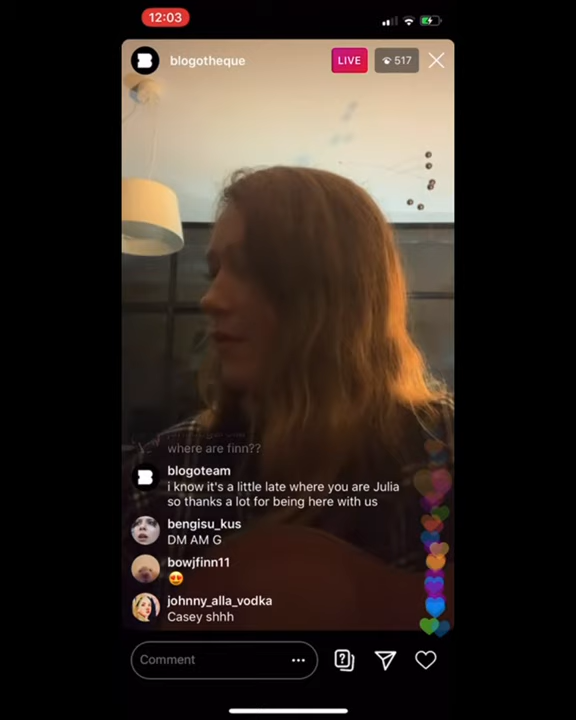 12:03
blogotheque
LIVE
517
where are finn??
blogoteam
i know it's a little late where you are Julia
so thanks a lot for being here with us
bengisu_kus
DM AM G
bowjfinn11
😍
johnny_alla_vodka
Casey shhh
Comment